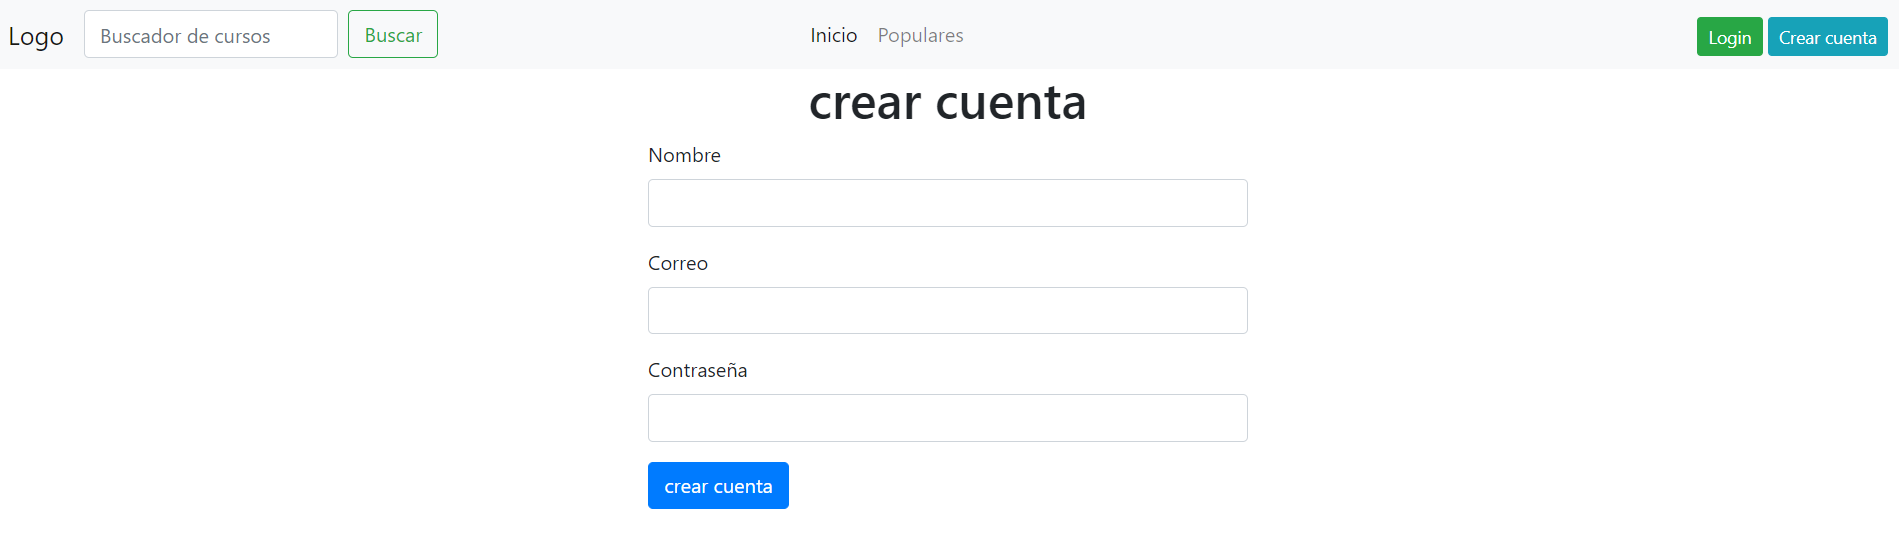 Logo Buscador de cursos Buscar Inicio Populares Login Crear cuenta
crear cuenta
Nombre
Correo
Contraseña
crear cuenta